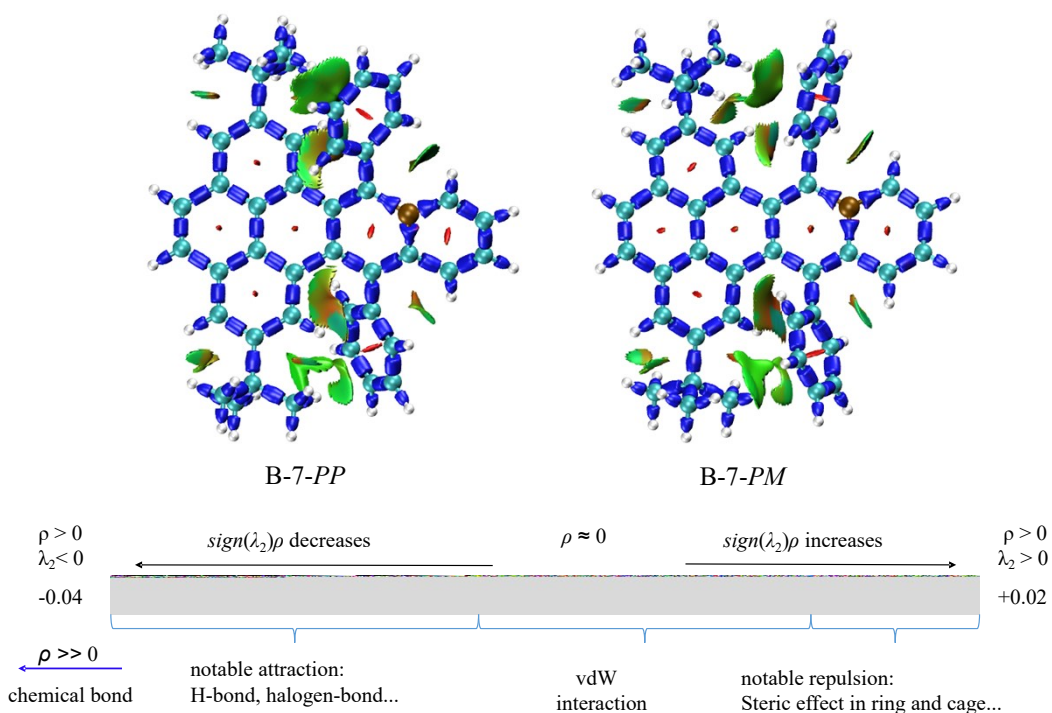 B-7-PP
B-7-PM
ρ > 0
λ₂< 0
sign(λ₂)ρ decreases
ρ ≈ 0
sign(λ₂)ρ increases
ρ > 0
λ₂ > 0
-0.04
+0.02
ρ >> 0
chemical bond
notable attraction:
H-bond, halogen-bond...
vdW
interaction
notable repulsion:
Steric effect in ring and cage...